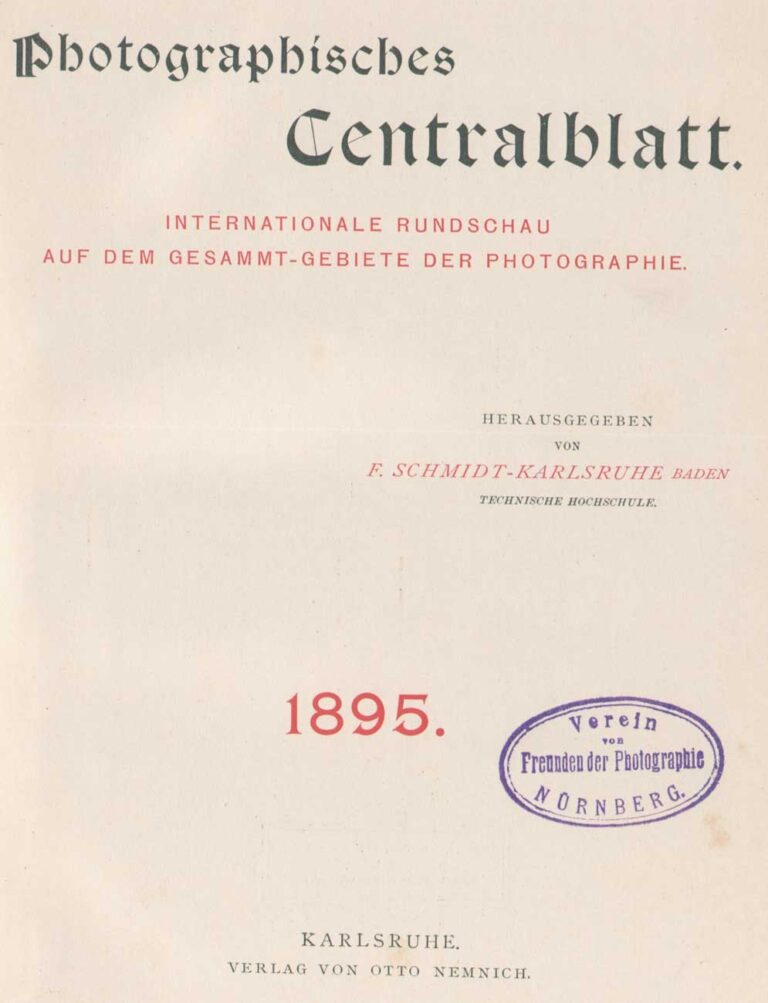 Photographisches
Centralblatt.
INTERNATIONALE RUNDSCHAU
AUF DEM GESAMMT-GEBIETE DER PHOTOGRAPHIE.
HERAUSGEGEBEN
VON
F. SCHMIDT-KARLSRUHE BADEN
TECHNISCHE HOCHSCHULE.
1895.
Verein
von
Freunden der Photographie
NÜRNBERG.
KARLSRUHE.
VERLAG VON OTTO NEMNICH.